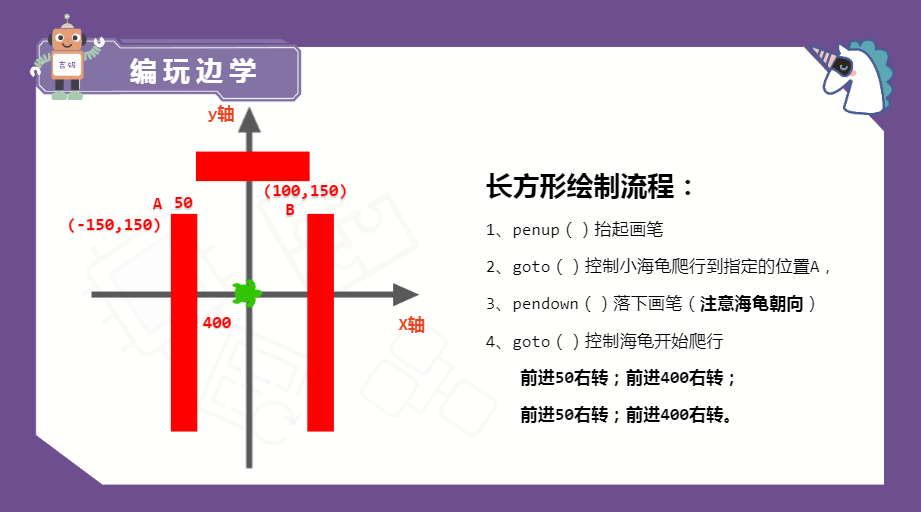 编玩边学
y轴
(100,150)
A 50
B
(-150,150)
400
X轴
长方形绘制流程：
1、penup（）抬起画笔
2、goto（）控制小海龟爬行到指定的位置A，
3、pendown（）落下画笔（注意海龟朝向）
4、goto（）控制海龟开始爬行
前进50右转；前进400右转；
前进50右转；前进400右转。